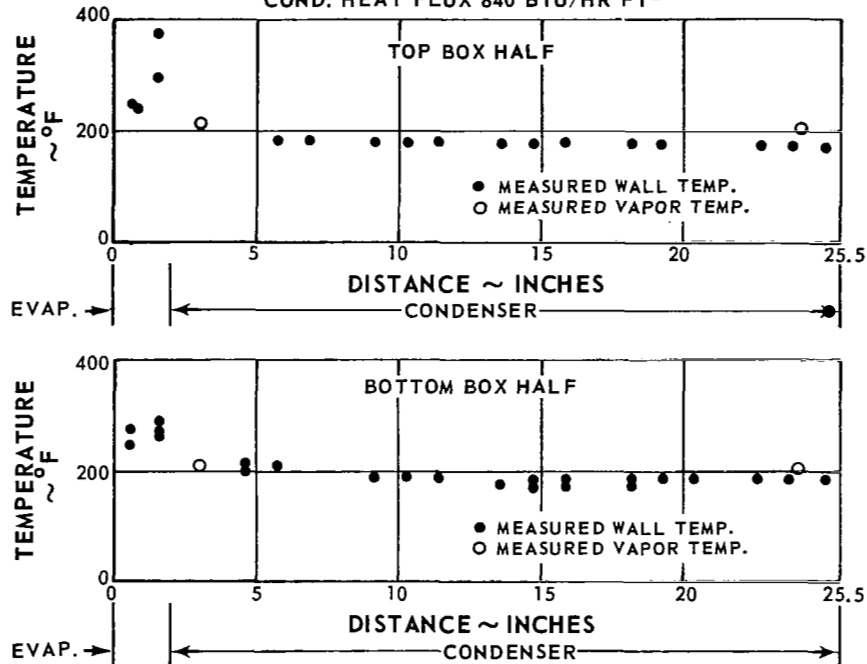 COND. HEAT FLUX 840 BTU/HR FT²
400
TOP BOX HALF
TEMPERATURE
~ °F
200
● MEASURED WALL TEMP.
○ MEASURED VAPOR TEMP.
0
0 5 10 15 20 25.5
DISTANCE ~ INCHES
EVAP. CONDENSER
400
BOTTOM BOX HALF
TEMPERATURE
~ °F
200
● MEASURED WALL TEMP.
○ MEASURED VAPOR TEMP.
0
0 5 10 15 20 25.5
DISTANCE ~ INCHES
EVAP. CONDENSER